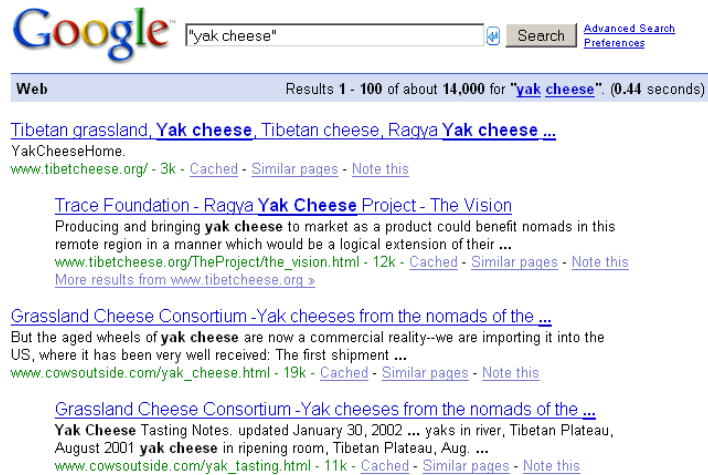 Google "yak cheese" Search Advanced Search
Preferences
Web Results 1 - 100 of about 14,000 for "yak cheese". (0.44 seconds)
Tibetan grassland, Yak cheese, Tibetan cheese, Ragya Yak cheese ...
YakCheeseHome.
www.tibetcheese.org/ - 3k - Cached - Similar pages - Note this
Trace Foundation - Ragya Yak Cheese Project - The Vision
Producing and bringing yak cheese to market as a product could benefit nomads in this
remote region in a manner which would be a logical extension of their ...
www.tibetcheese.org/TheProject/the_vision.html - 12k - Cached - Similar pages - Note this
More results from www.tibetcheese.org »
Grassland Cheese Consortium -Yak cheeses from the nomads of the ...
But the aged wheels of yak cheese are now a commercial reality--we are importing it into the
US, where it has been very well received: The first shipment ...
www.cowsoutside.com/yak_cheese.html - 19k - Cached - Similar pages - Note this
Grassland Cheese Consortium -Yak cheeses from the nomads of the ...
Yak Cheese Tasting Notes. updated January 30, 2002 ... yaks in river, Tibetan Plateau,
August 2001 yak cheese in ripening room, Tibetan Plateau, Aug. ...
www.cowsoutside.com/yak_tasting.html - 11k - Cached - Similar pages - Note this